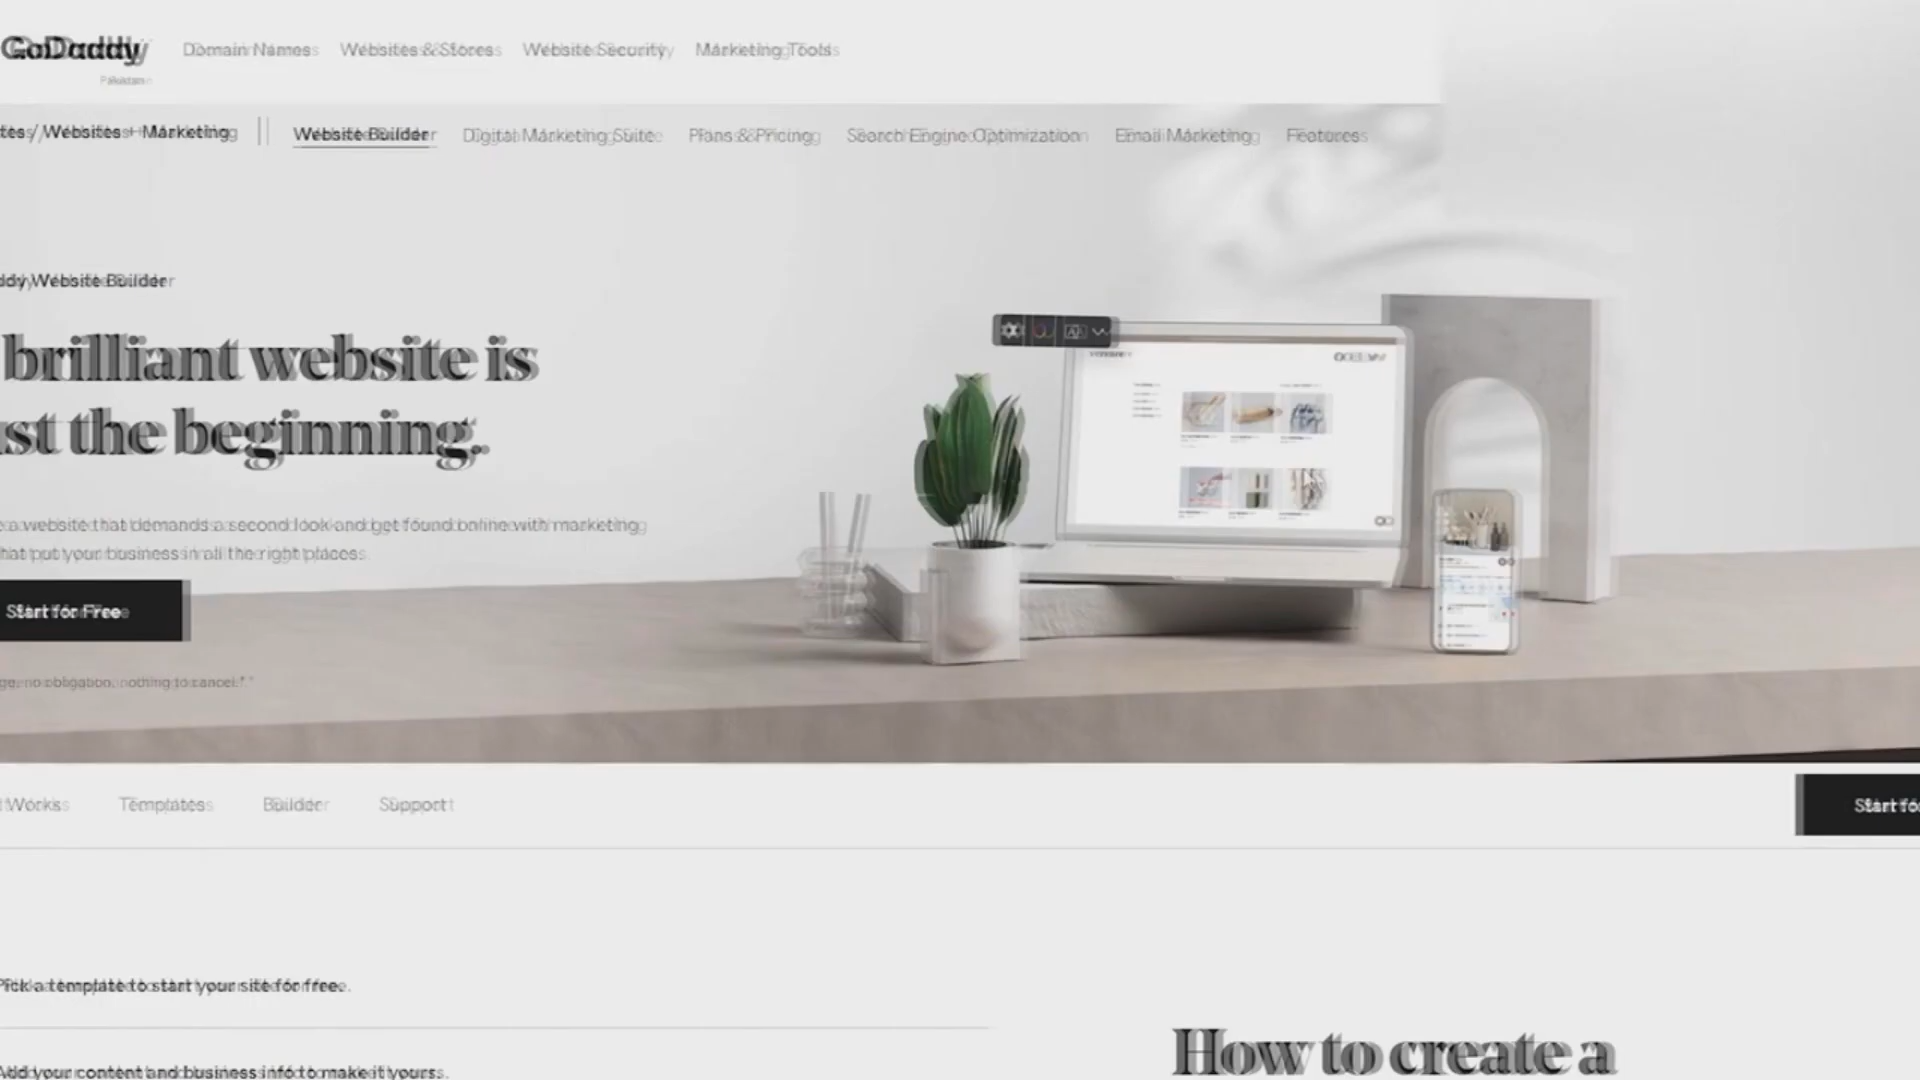 GoDaddy
Domain Names Websites & Stores Website Security Marketing Tools
Pakistan
/ Websites + Marketing Website Builder Digital Marketing Suite Plans & Pricing Search Engine Optimization Email Marketing Features
Website Builder
brilliant website is
the beginning.
a website that demands a second look and get found online with marketing
that put your business in all the right places.
Start for Free
no obligation, nothing to cancel.*
Works Templates Builder Support
Start
Pick a template to start your site for free.
How to create a
Add your content and business info to make it yours.